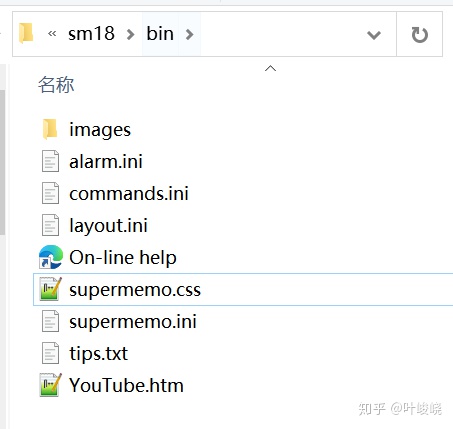 « sm18 > bin >
名称
images
alarm.ini
commands.ini
layout.ini
On-line help
supermemo.css
supermemo.ini
tips.txt
YouTube.htm
知乎 @叶峻峣